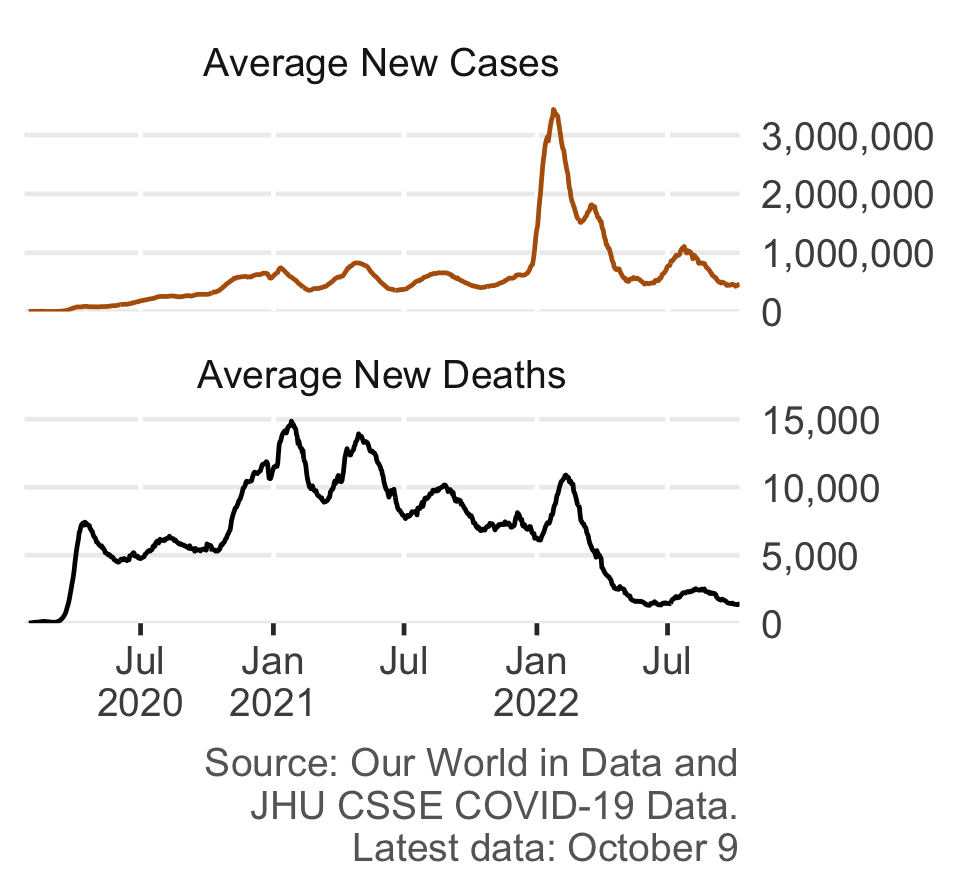 Average New Cases
3,000,000
2,000,000
1,000,000
0
Average New Deaths
15,000
10,000
5,000
0
Jul Jan Jul Jan Jul
2020 2021 2022
Source: Our World in Data and
JHU CSSE COVID-19 Data.
Latest data: October 9